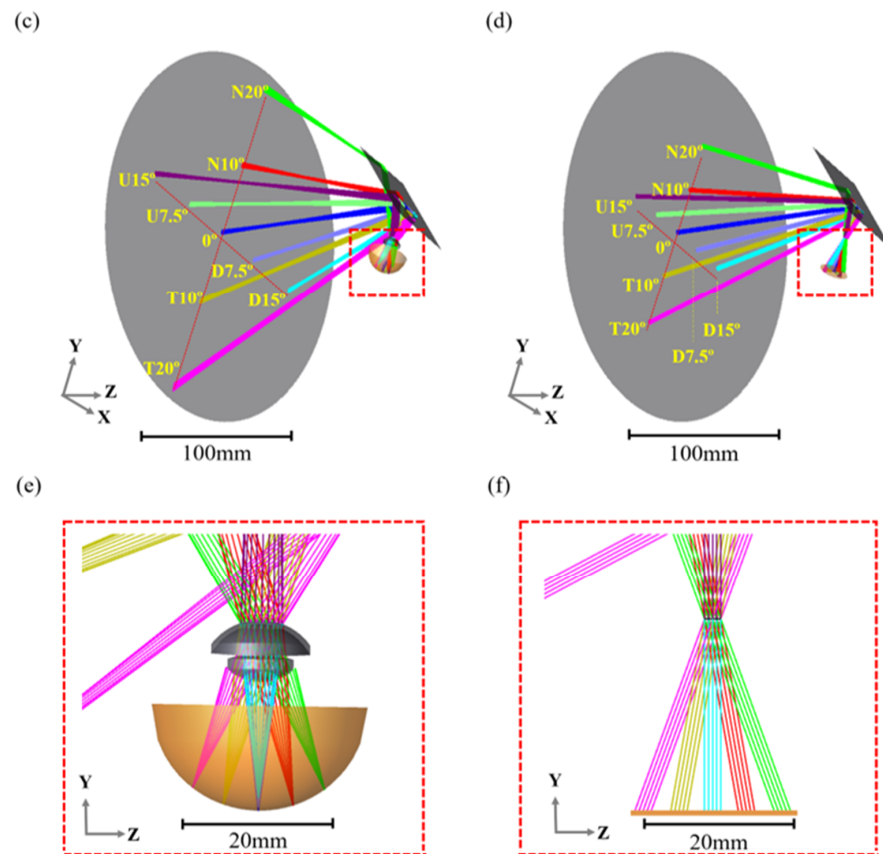 (c)
N20º
N10º
U15º
U7.5º
0º
D7.5º
T10º
D15º
T20º
Y
Z
X
100mm
(d)
N20º
N10º
U15º
U7.5º
0º
T10º
D15º
T20º
D7.5º
Y
Z
X
100mm
(e)
Y
Z
20mm
(f)
Y
Z
20mm